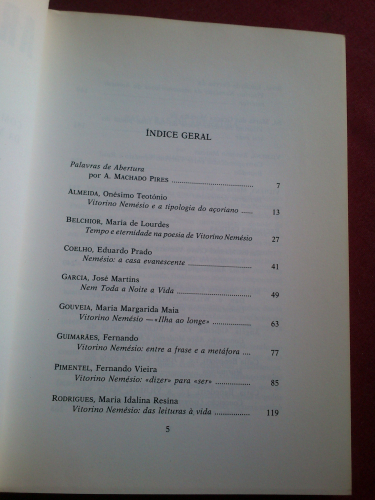 ÍNDICE GERAL
Palavras de Abertura
por A. MACHADO PIRES ........................ 7
ALMEIDA, Onésimo Teotónio
Vitorino Nemésio e a tipologia do açoriano .... 13
BELCHIOR, Maria de Lourdes
Tempo e eternidade na poesia de Vitorino Nemésio 27
COELHO, Eduardo Prado
Nemésio: a casa evanescente ..................... 41
GARCIA, José Martins
Nem Toda a Noite a Vida ........................ 49
GOUVEIA, Maria Margarida Maia
Vitorino Nemésio —«Ilha ao longe» .............. 63
GUIMARÃES, Fernando
Vitorino Nemésio: entre a frase e a metáfora .... 77
PIMENTEL, Fernando Vieira
Vitorino Nemésio: «dizer» para «ser» ............ 85
RODRIGUES, Maria Idalina Resina
Vitorino Nemésio: das leituras à vida ............ 119
5